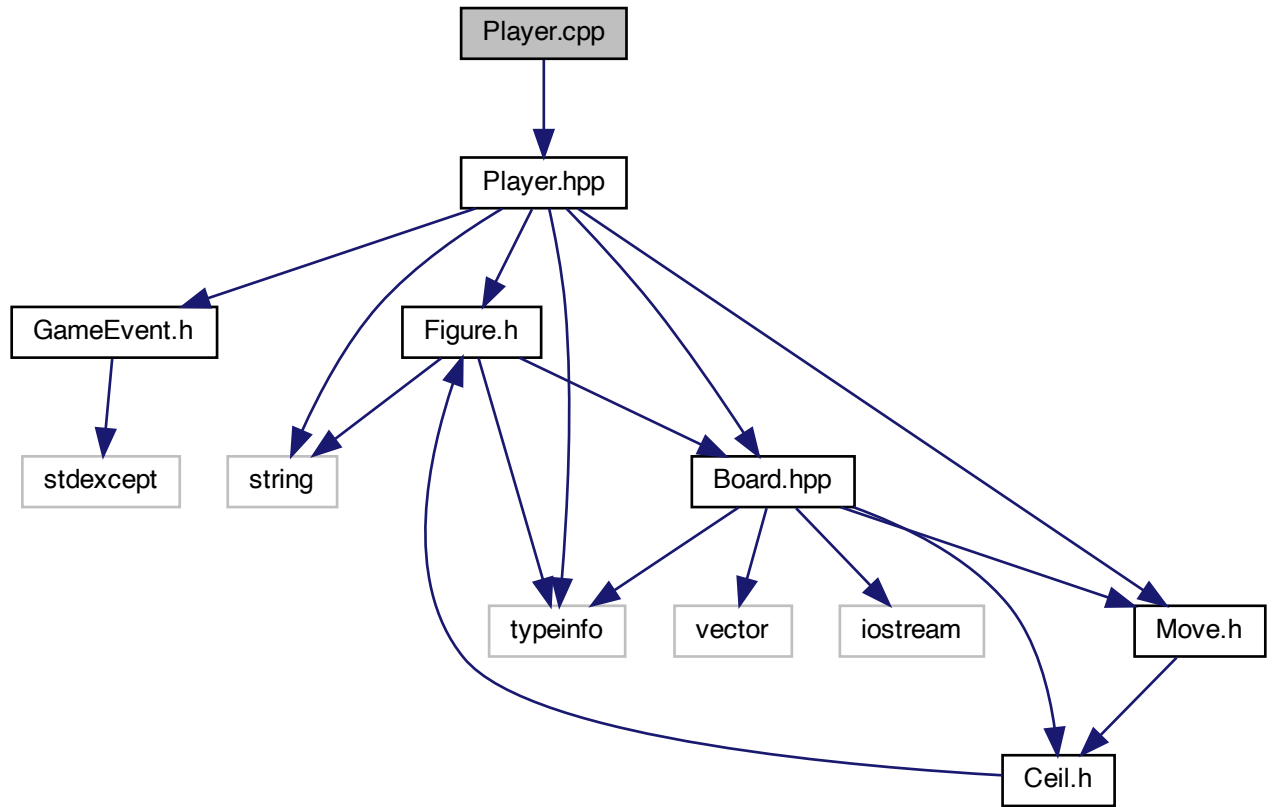 Player.cpp
Player.hpp
GameEvent.h
Figure.h
stdexcept
string
Board.hpp
typeinfo
vector
iostream
Move.h
Ceil.h